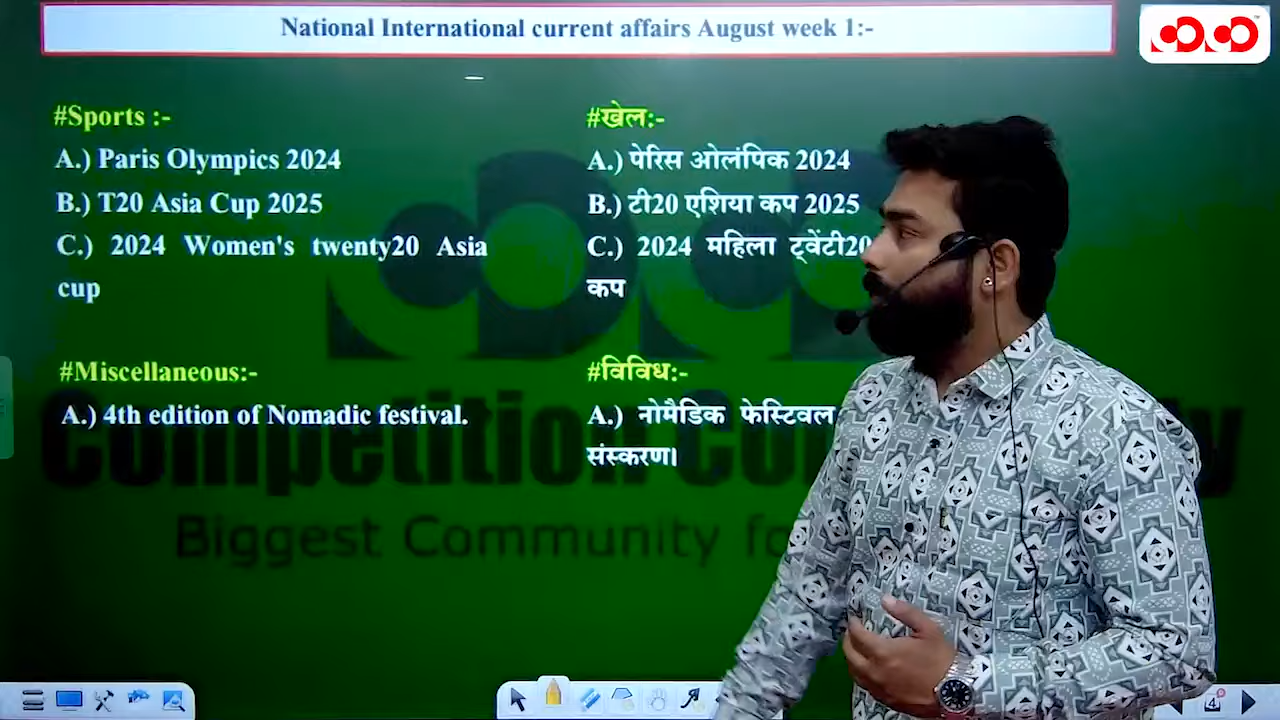 National International current affairs August week 1:-
#Sports :-
A.) Paris Olympics 2024
B.) T20 Asia Cup 2025
C.) 2024 Women's twenty20 Asia
cup
#Miscellaneous:-
A.) 4th edition of Nomadic festival.
#खेल:-
A.) पेरिस ओलंपिक 2024
B.) टी20 एशिया कप 2025
C.) 2024 महिला ट्वेंटी20
कप
#विविध:-
A.) नोमैडिक फेस्टिवल
संस्करण।
Competition
Biggest Community
4